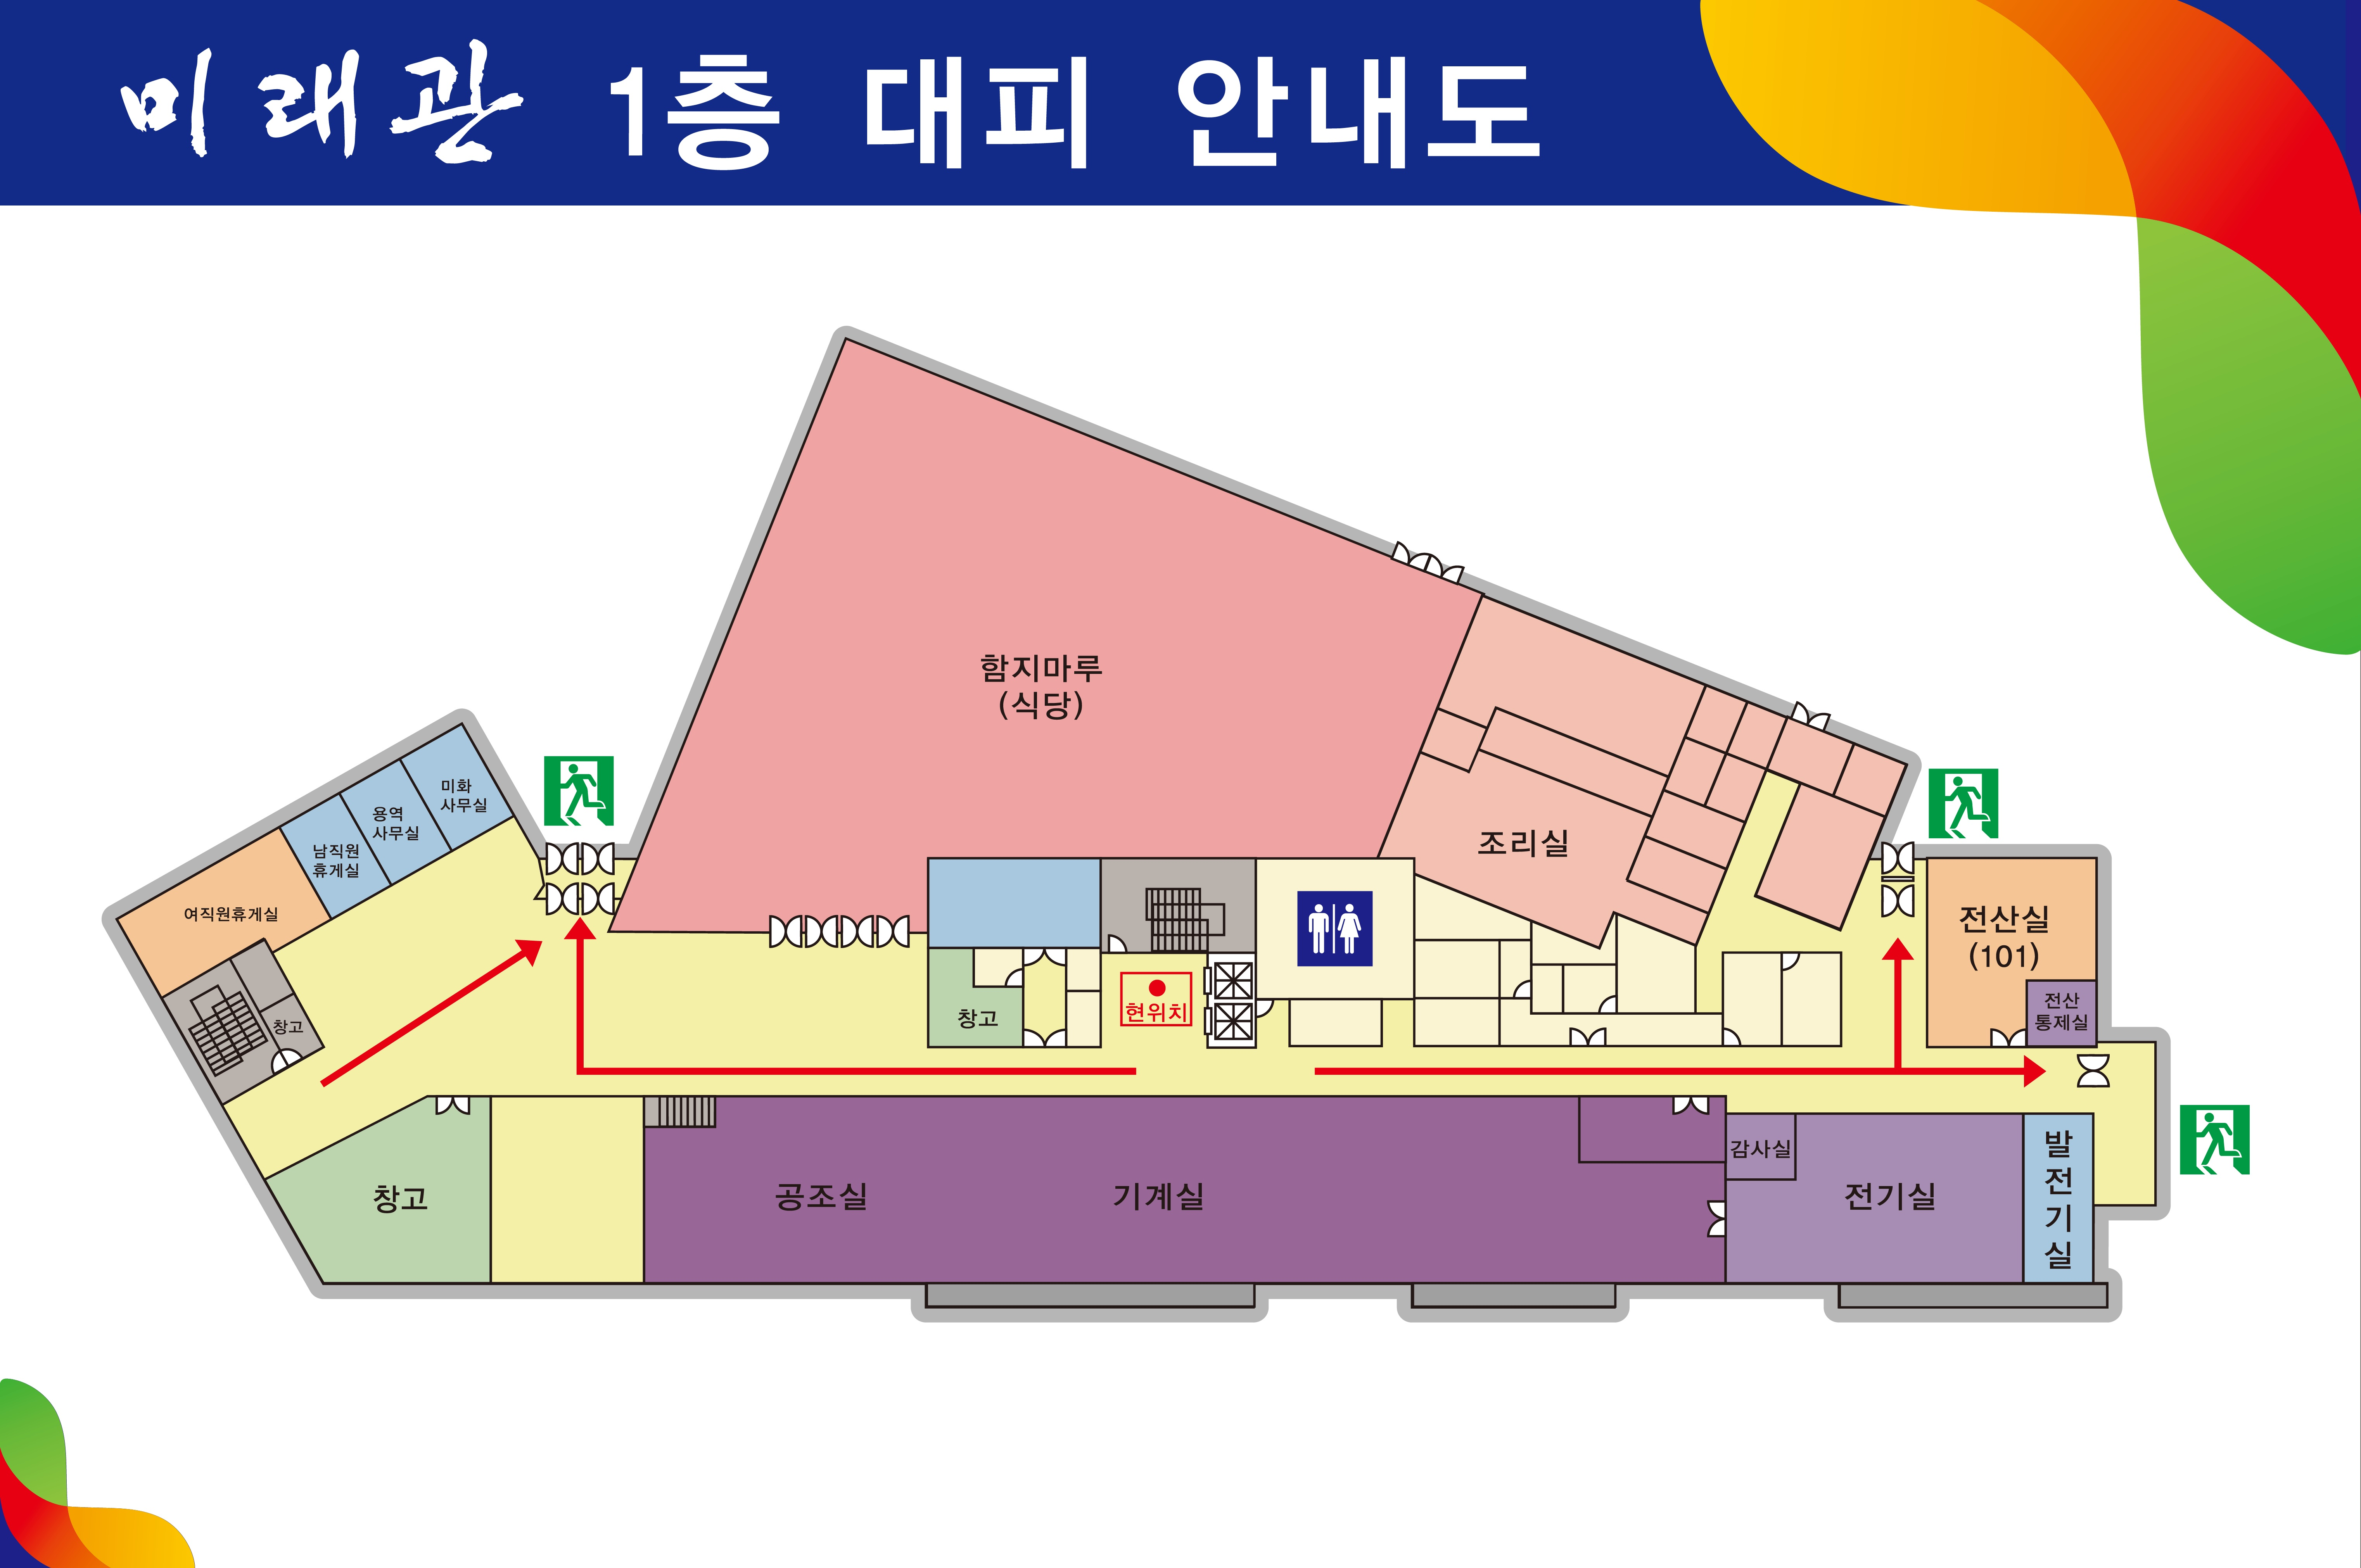 미래관 1층 대피 안내도
함지마루
(식당)
조리실
미화
사무실
용역
사무실
남직원
휴게실
여직원휴게실
창고
전산실
(101)
전산
통제실
창고
현위치
감사실
창고
공조실
기계실
전기실
발
전
기
실